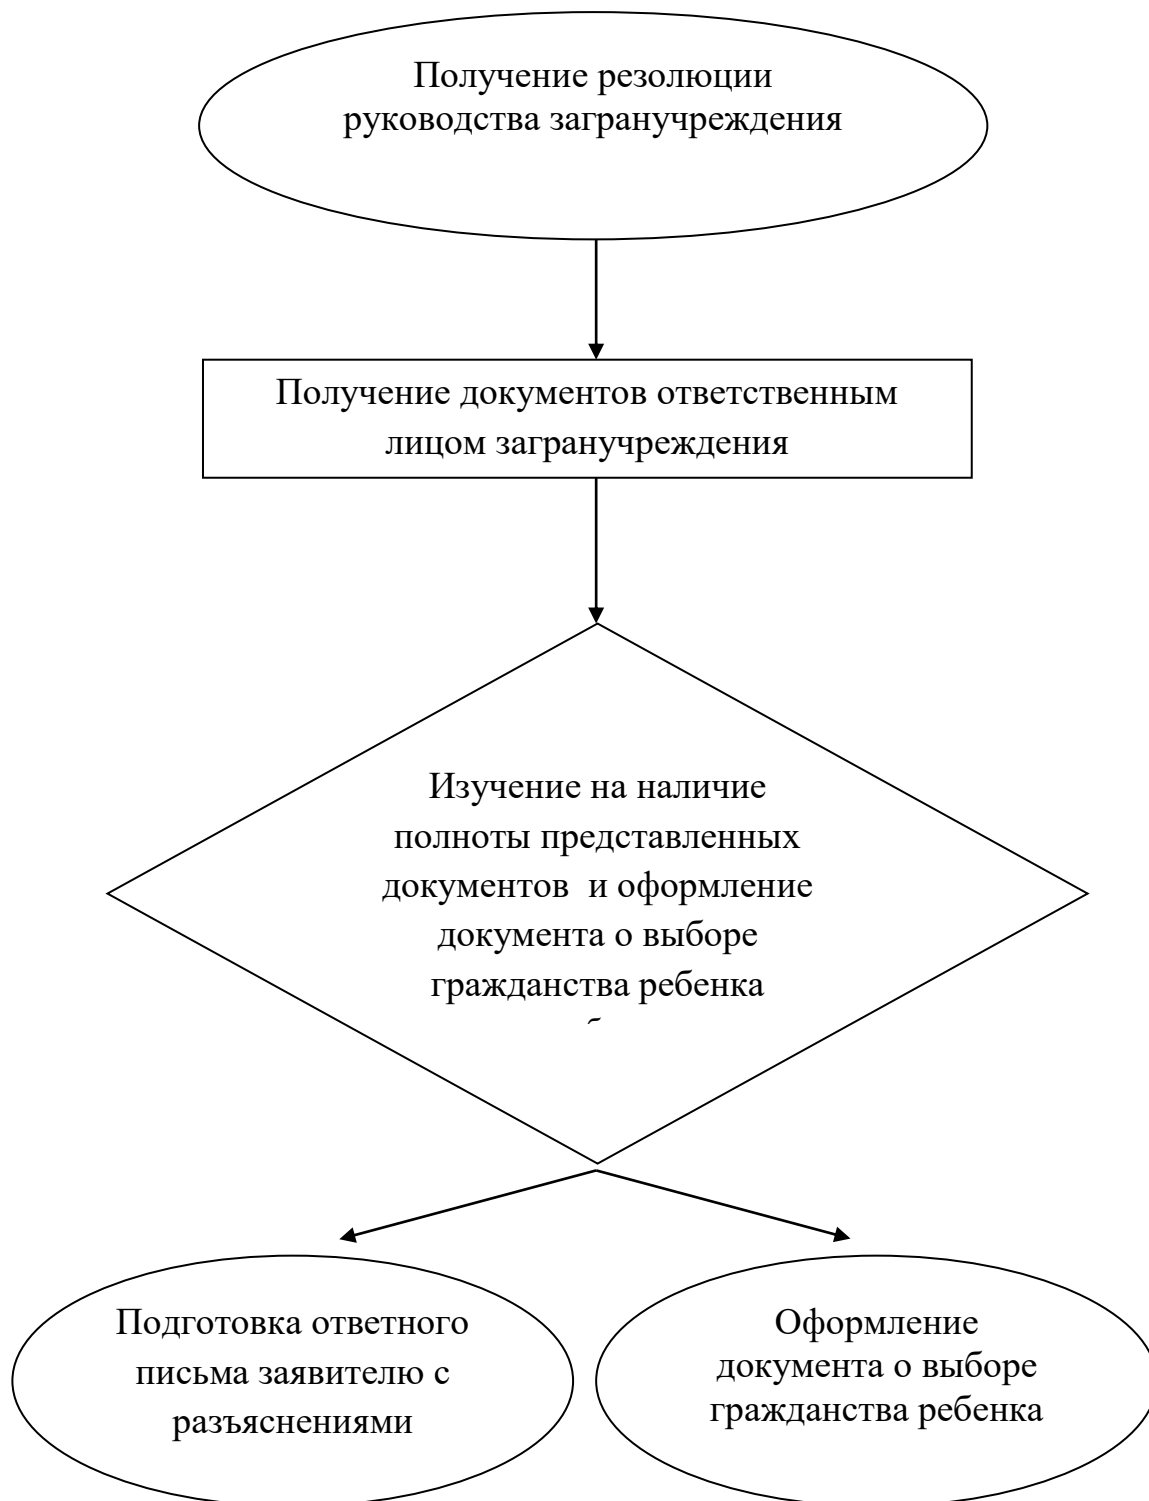 Получение резолюции
руководства загранучреждения
Получение документов ответственным
лицом загранучреждения
Изучение на наличие
полноты представленных
документов  и оформление
документа о выборе
гражданства ребенка
Подготовка ответного
письма заявителю с
разъяснениями
Оформление
документа о выборе
гражданства ребенка